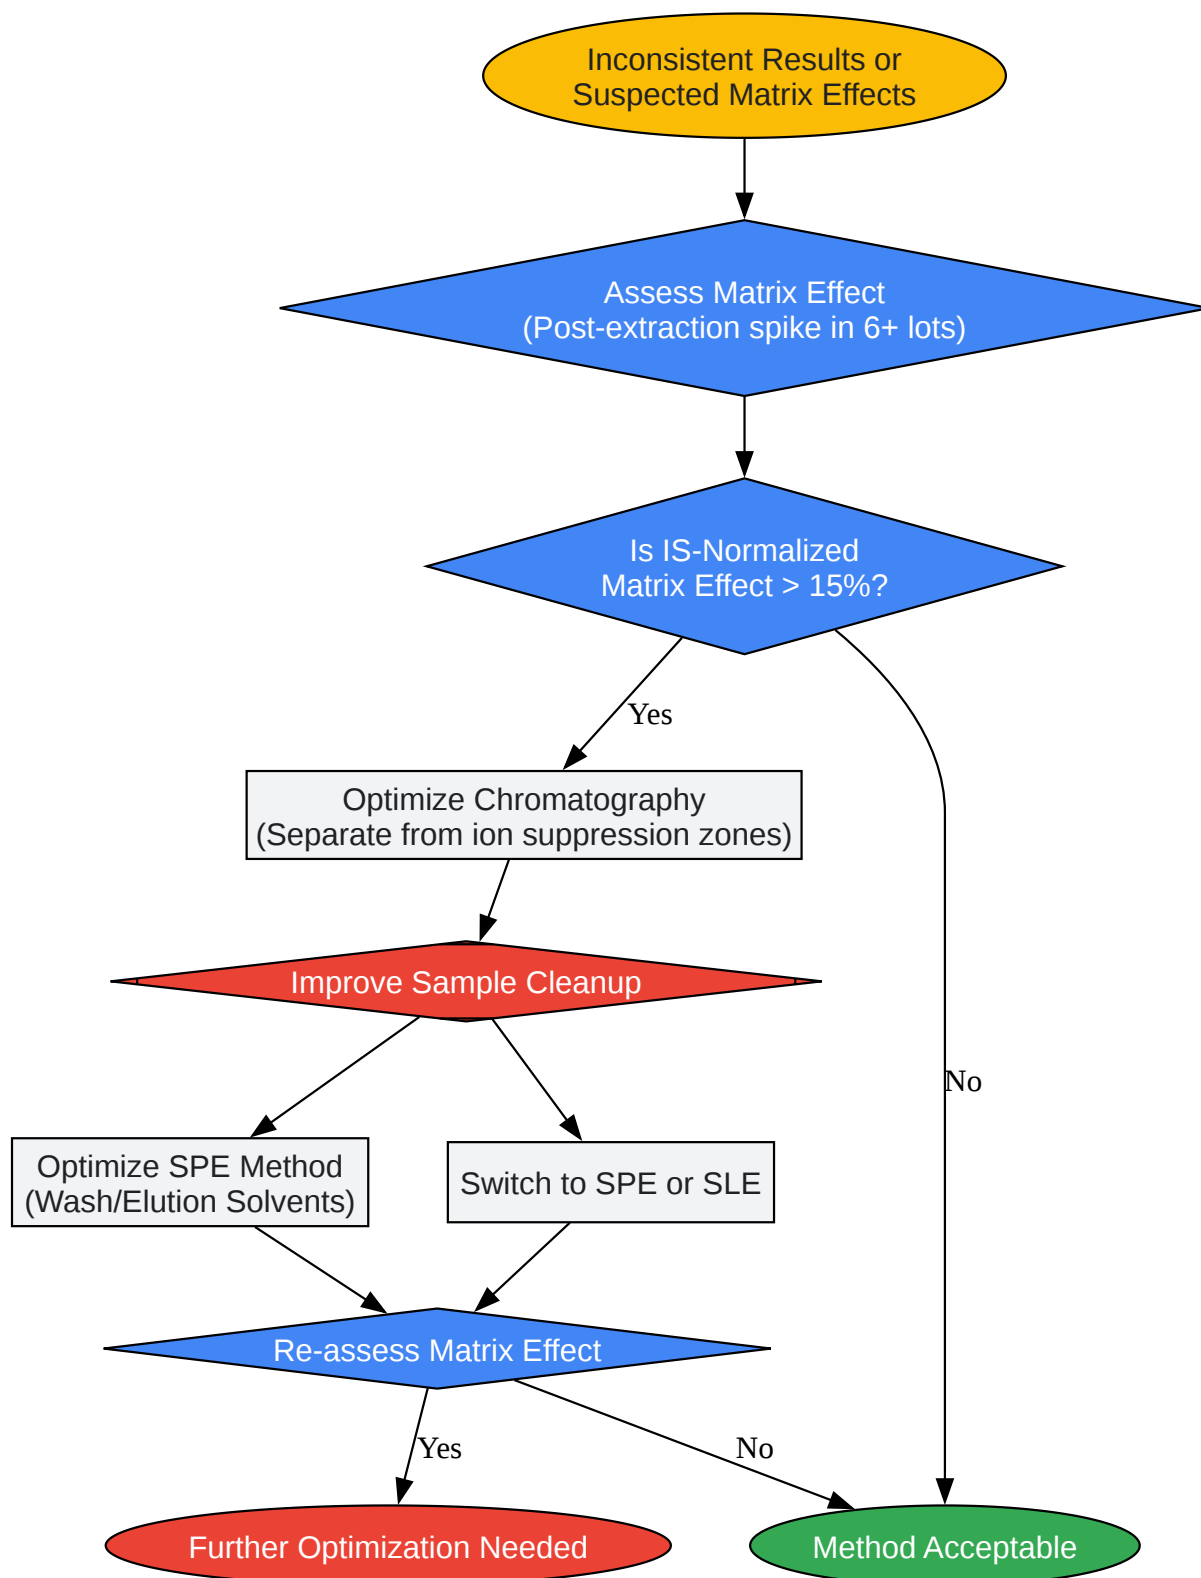 Inconsistent Results or
Suspected Matrix Effects
Assess Matrix Effect
(Post-extraction spike in 6+ lots)
Is IS-Normalized
Matrix Effect > 15%?
Yes
Optimize Chromatography
(Separate from ion suppression zones)
Improve Sample Cleanup
No
Optimize SPE Method
(Wash/Elution Solvents)
Switch to SPE or SLE
Re-assess Matrix Effect
Yes
No
Further Optimization Needed
Method Acceptable